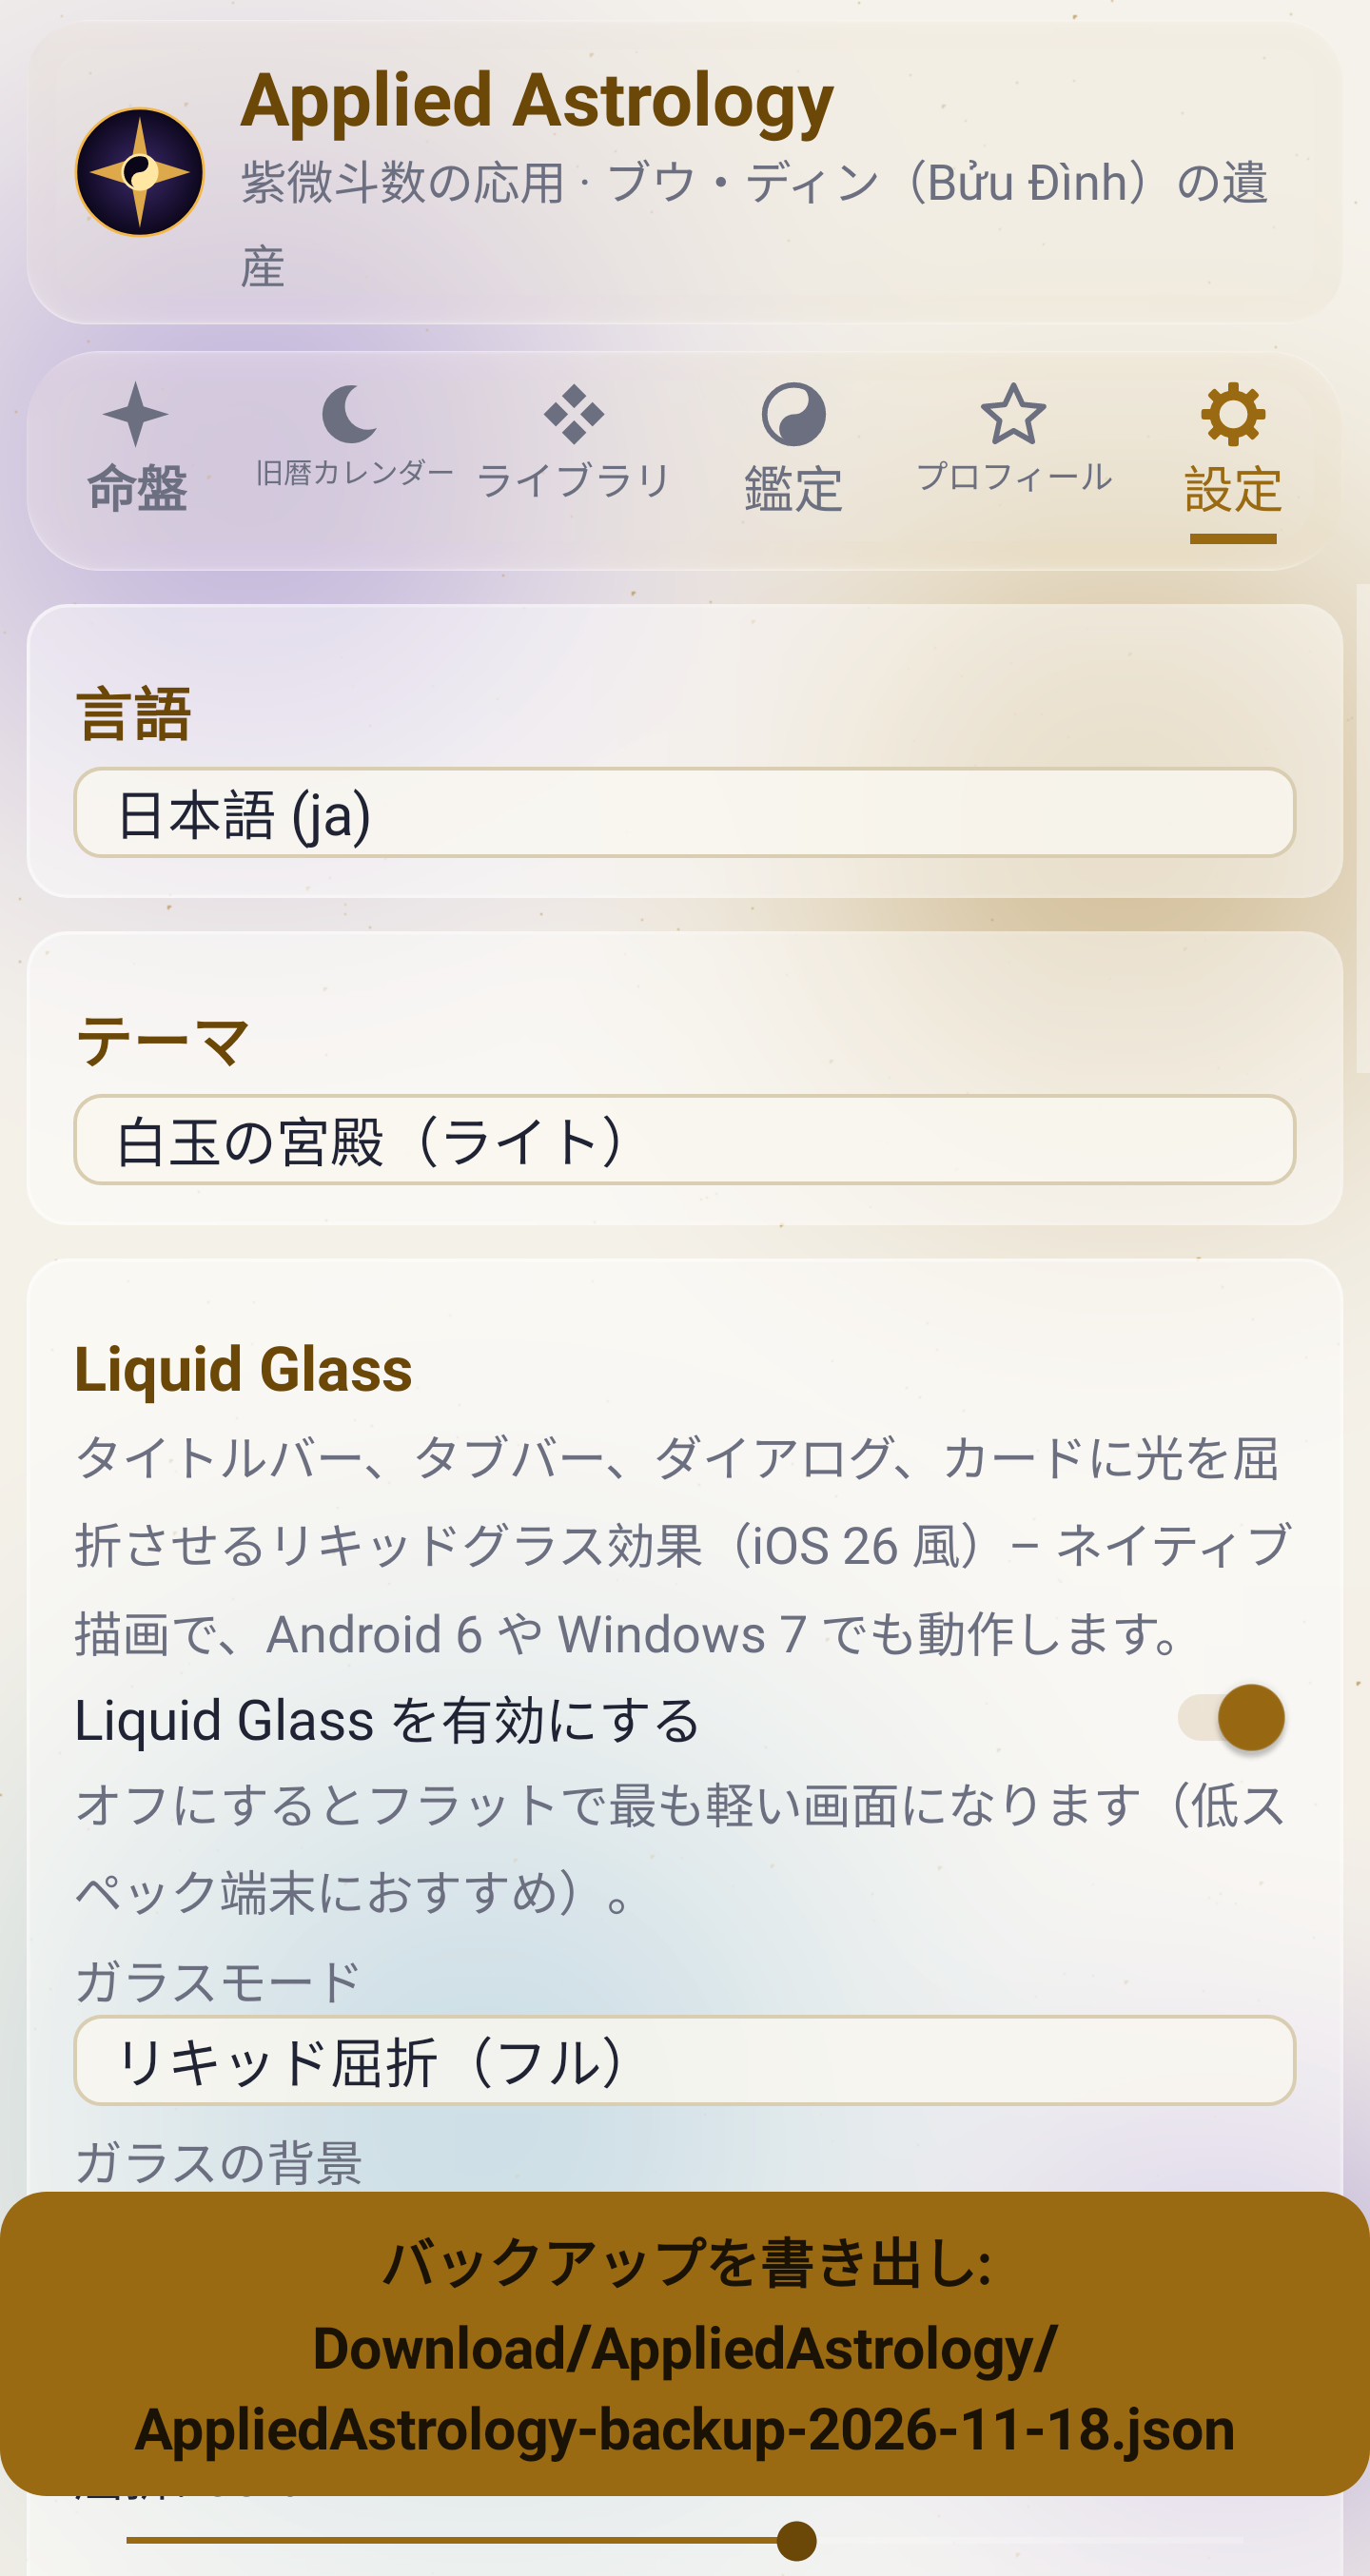 Applied Astrology
紫微斗数の応用 · ブウ・ディン（Bửu Đình）の遺
産
命盤
旧暦カレンダー
ライブラリ
鑑定
プロフィール
設定
言語
日本語 (ja)
テーマ
白玉の宮殿（ライト）
Liquid Glass
タイトルバー、タブバー、ダイアログ、カードに光を屈
折させるリキッドグラス効果（iOS 26 風）– ネイティブ
描画で、Android 6 や Windows 7 でも動作します。
Liquid Glass を有効にする
オフにするとフラットで最も軽い画面になります（低ス
ペック端末におすすめ）。
ガラスモード
リキッド屈折（フル）
ガラスの背景
バックアップを書き出し:
Download/AppliedAstrology/
AppliedAstrology-backup-2026-11-18.json